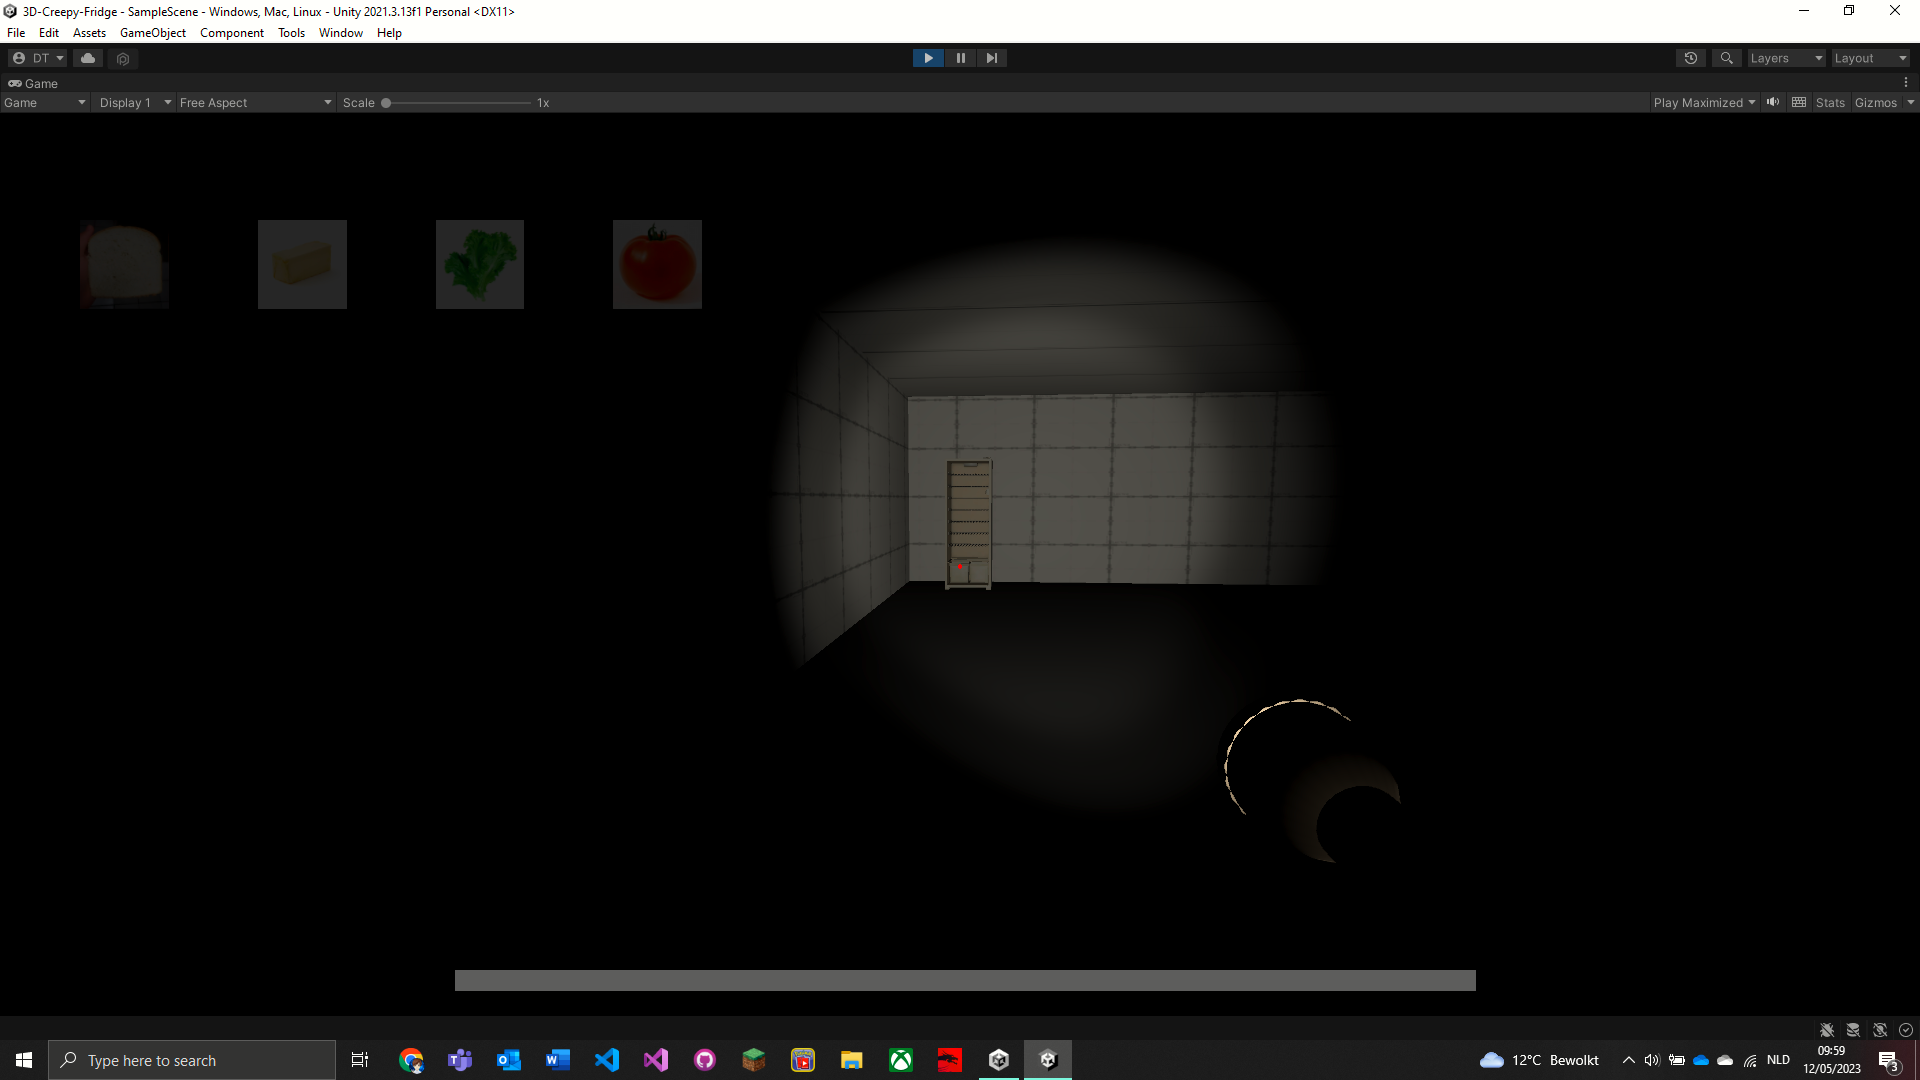 3D-Creepy-Fridge - SampleScene - Windows, Mac, Linux - Unity 2021.3.13f1 Personal <DX11>
File Edit Assets GameObject Component Tools Window Help
DT Layers Layout
Game
Game Display 1 Free Aspect Scale 1x Play Maximized Stats Gizmos
Type here to search
12°C Bewolkt
NLD
09:59
12/05/2023
3